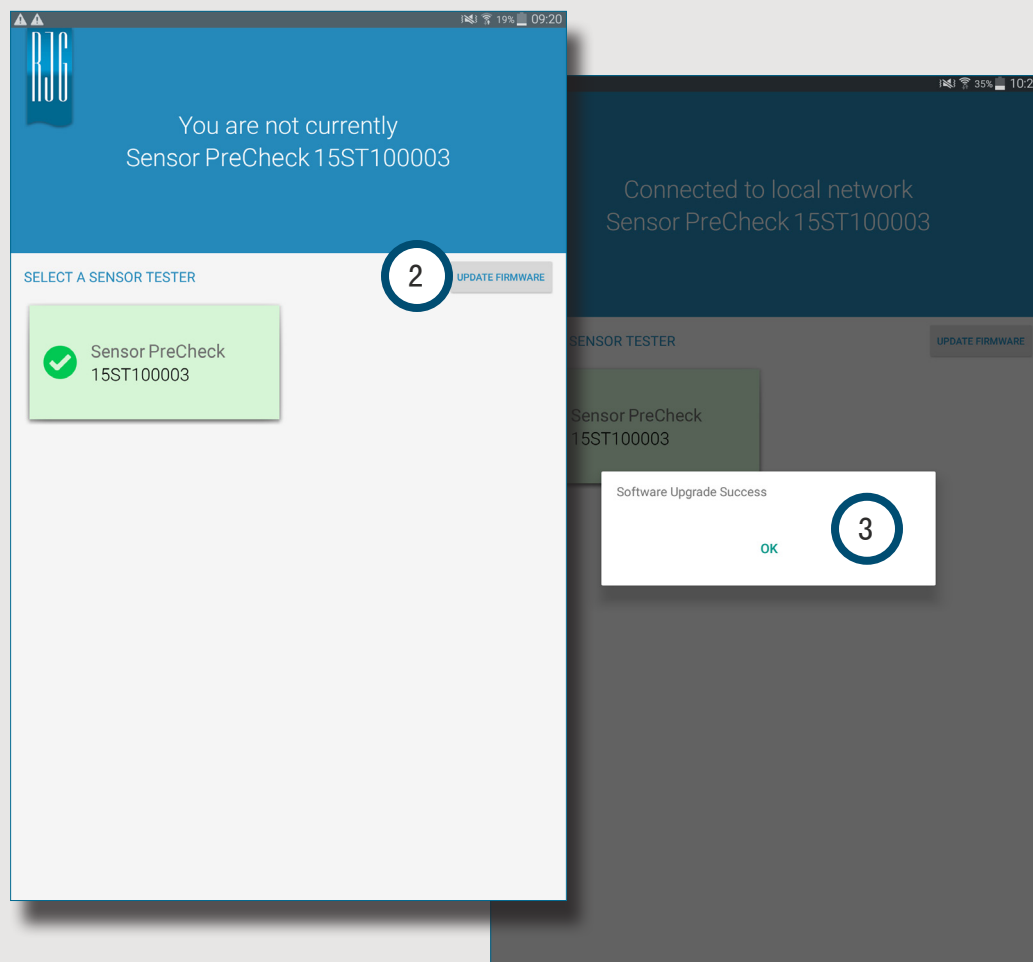 19% 09:20
RJG
You are not currently
Sensor PreCheck 15ST100003
SELECT A SENSOR TESTER
2
UPDATE FIRMWARE
Sensor PreCheck
15ST100003
35% 10:2
Connected to local network
Sensor PreCheck 15ST100003
SENSOR TESTER
UPDATE FIRMWARE
Sensor PreCheck
15ST100003
Software Upgrade Success
3
OK